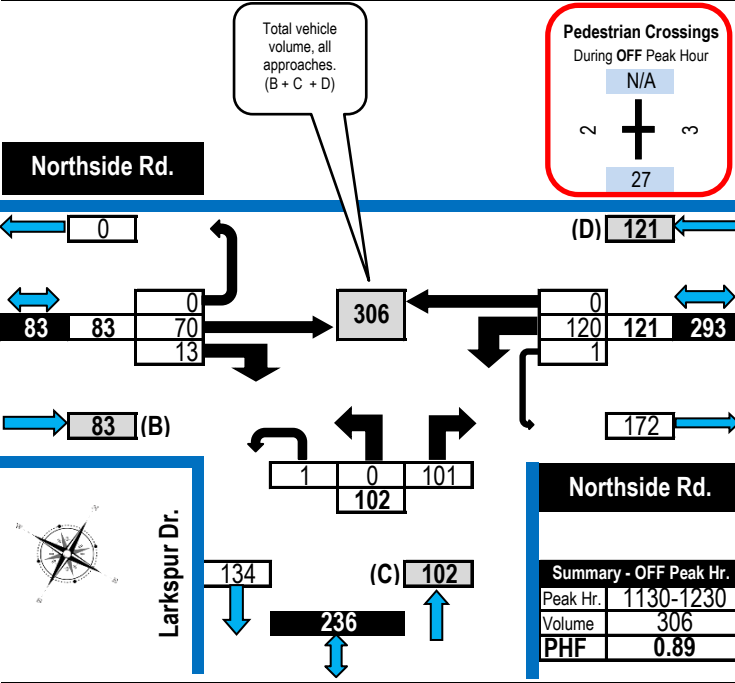 Total vehicle
volume, all
approaches.
(B + C + D)
Pedestrian Crossings
During OFF Peak Hour
N/A
2
3
27
Northside Rd.
0
(D) 121
0
306
0
83 83 70
120 121 293
13
1
83 (B)
172
1 0 101
102
Northside Rd.
Larkspur Dr.
134
(C) 102
236
Summary - OFF Peak Hr.
Peak Hr. 1130-1230
Volume 306
PHF 0.89